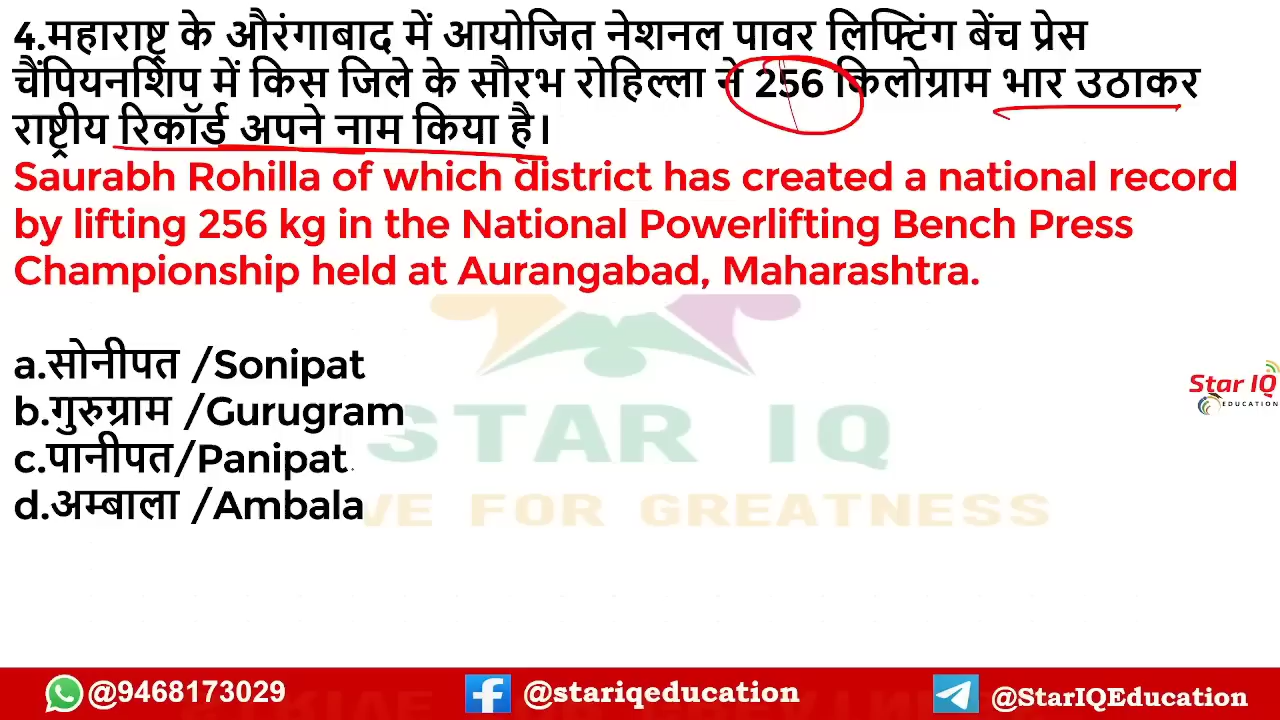 4.महाराष्ट्र के औरंगाबाद में आयोजित नेशनल पावर लिफ्टिंग बेंच प्रेस
चैंपियनशिप में किस जिले के सौरभ रोहिल्ला ने 256 किलोग्राम भार उठाकर
राष्ट्रीय रिकॉर्ड अपने नाम किया है।
Saurabh Rohilla of which district has created a national record
by lifting 256 kg in the National Powerlifting Bench Press
Championship held at Aurangabad, Maharashtra.
a.सोनीपत /Sonipat
b.गुरुग्राम /Gurugram
c.पानीपत/Panipat
d.अम्बाला /Ambala
STAR IQ
FOR GREATNESS
Star IQ
EDUCATION
@9468173029
@stariqeducation
@StarIQEducation